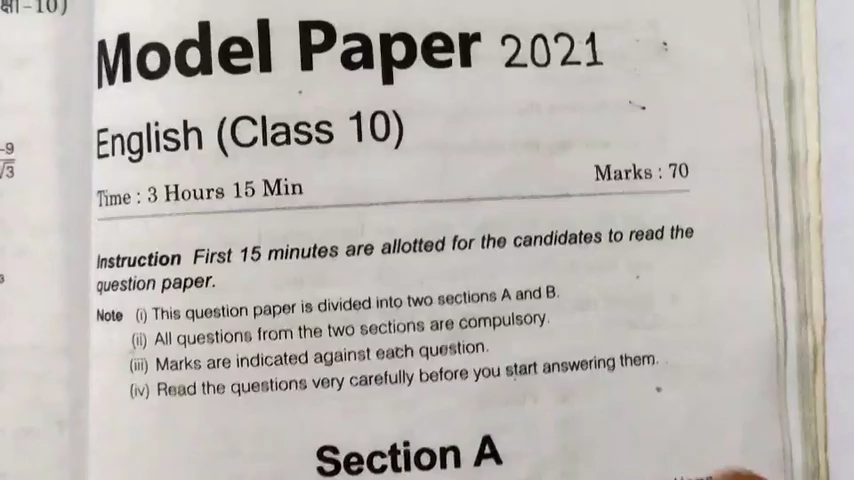 क्षा-10)
Model Paper 2021
English (Class 10)
-9
√3
Time : 3 Hours 15 Min
Marks : 70
Instruction First 15 minutes are allotted for the candidates to read the
question paper.
Note (i) This question paper is divided into two sections A and B.
(ii) All questions from the two sections are compulsory.
(iii) Marks are indicated against each question.
(iv) Read the questions very carefully before you start answering them.
Section A